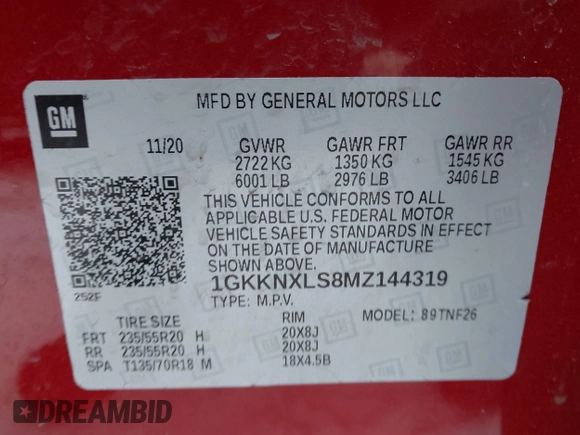 MFD BY GENERAL MOTORS LLC
GM
11/20 GVWR GAWR FRT GAWR RR
2722 KG 1350 KG 1545 KG
6001 LB 2976 LB 3406 LB
THIS VEHICLE CONFORMS TO ALL
APPLICABLE U.S. FEDERAL MOTOR
VEHICLE SAFETY STANDARDS IN EFFECT
ON THE DATE OF MANUFACTURE
SHOWN ABOVE.
252F
1GKKNXLS8MZ144319
TYPE: M.P.V.
TIRE SIZE RIM MODEL: 89TNF26
FRT 235/55R20 H 20X8J
RR 235/55R20 H 20X8J
SPA T135/70R18 M 18X4.5B
DREAMBID